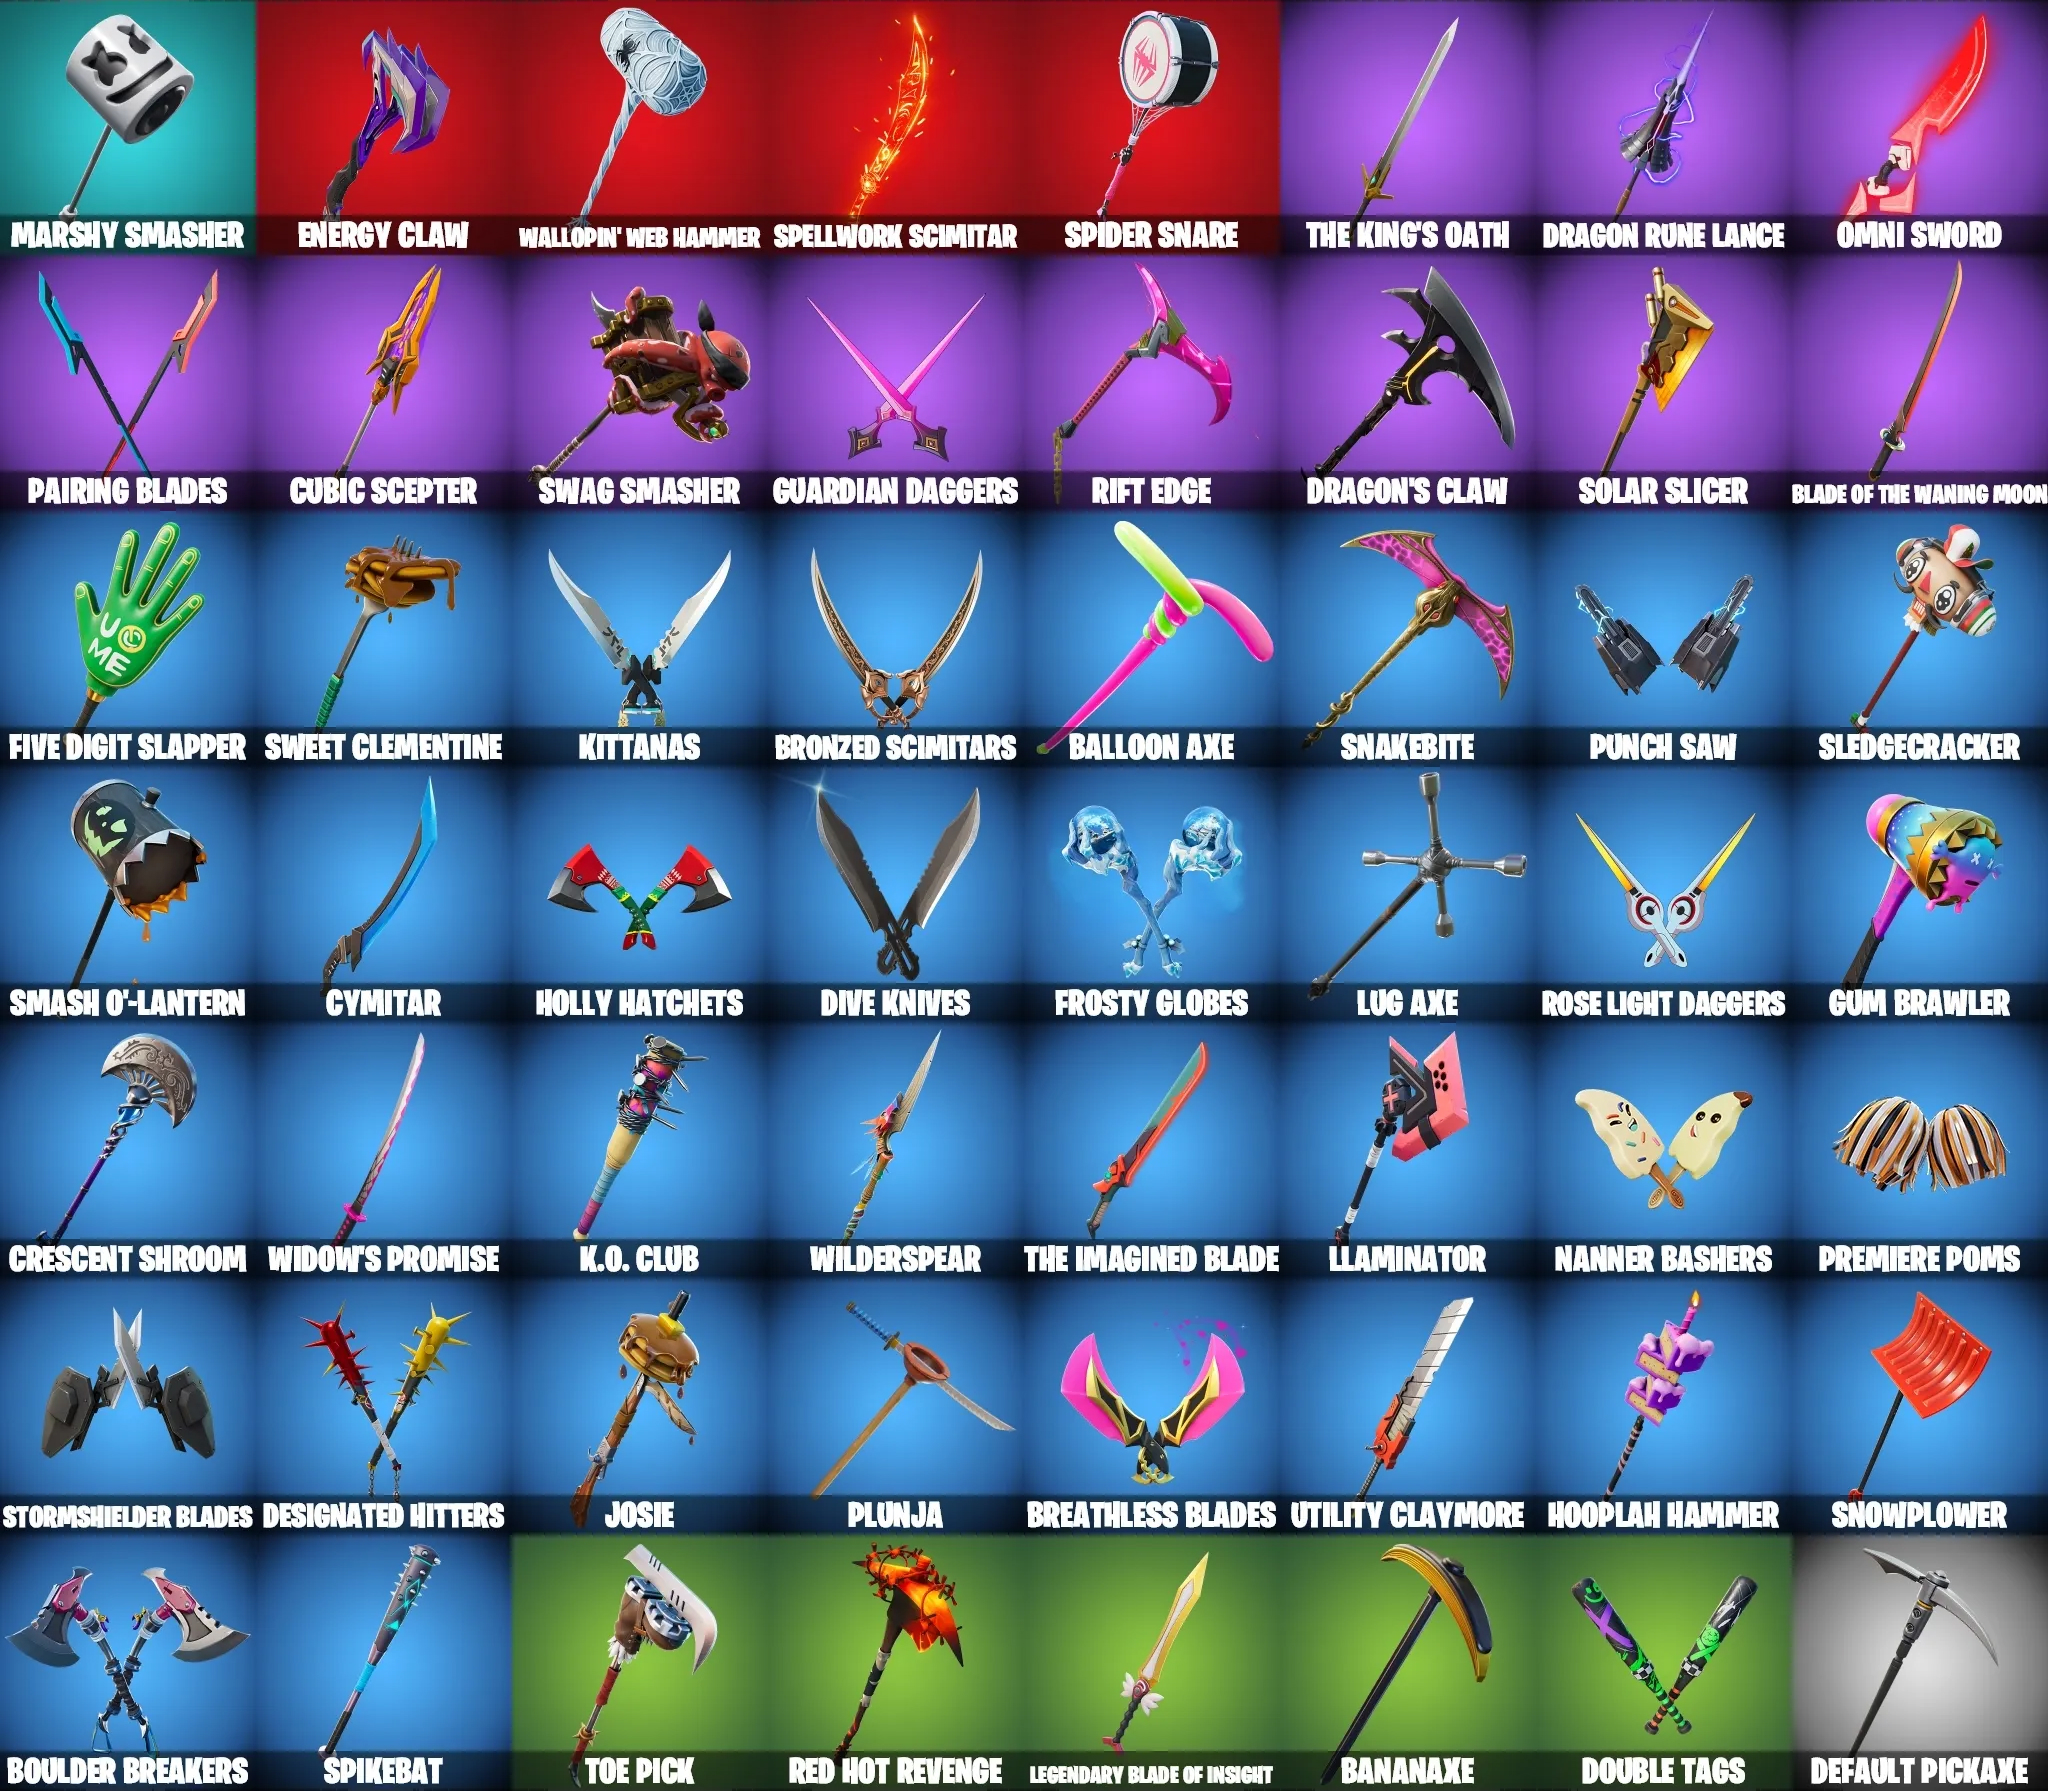 MARSHY SMASHER
ENERGY CLAW
WALLOPIN' WEB HAMMER
SPELLWORK SCIMITAR
SPIDER SNARE
THE KING'S OATH
DRAGON RUNE LANCE
OMNI SWORD
PAIRING BLADES
CUBIC SCEPTER
SWAG SMASHER
GUARDIAN DAGGERS
RIFT EDGE
DRAGON'S CLAW
SOLAR SLICER
BLADE OF THE WANING MOON
U
ME
FIVE DIGIT SLAPPER
SWEET CLEMENTINE
KITTANAS
BRONZED SCIMITARS
BALLOON AXE
SNAKEBITE
PUNCH SAW
SLEDGECRACKER
SMASH O'-LANTERN
CYMITAR
HOLLY HATCHETS
DIVE KNIVES
FROSTY GLOBES
LUG AXE
ROSE LIGHT DAGGERS
GUM BRAWLER
CRESCENT SHROOM
WIDOW'S PROMISE
K.O. CLUB
WILDERSPEAR
THE IMAGINED BLADE
LLAMINATOR
NANNER BASHERS
PREMIERE POMS
STORMSHIELDER BLADES
DESIGNATED HITTERS
JOSIE
PLUNJA
BREATHLESS BLADES
UTILITY CLAYMORE
HOOPLAH HAMMER
SNOWPLOWER
BOULDER BREAKERS
SPIKEBAT
TOE PICK
RED HOT REVENGE
LEGENDARY BLADE OF INSIGHT
BANANAXE
DOUBLE TAGS
DEFAULT PICKAXE